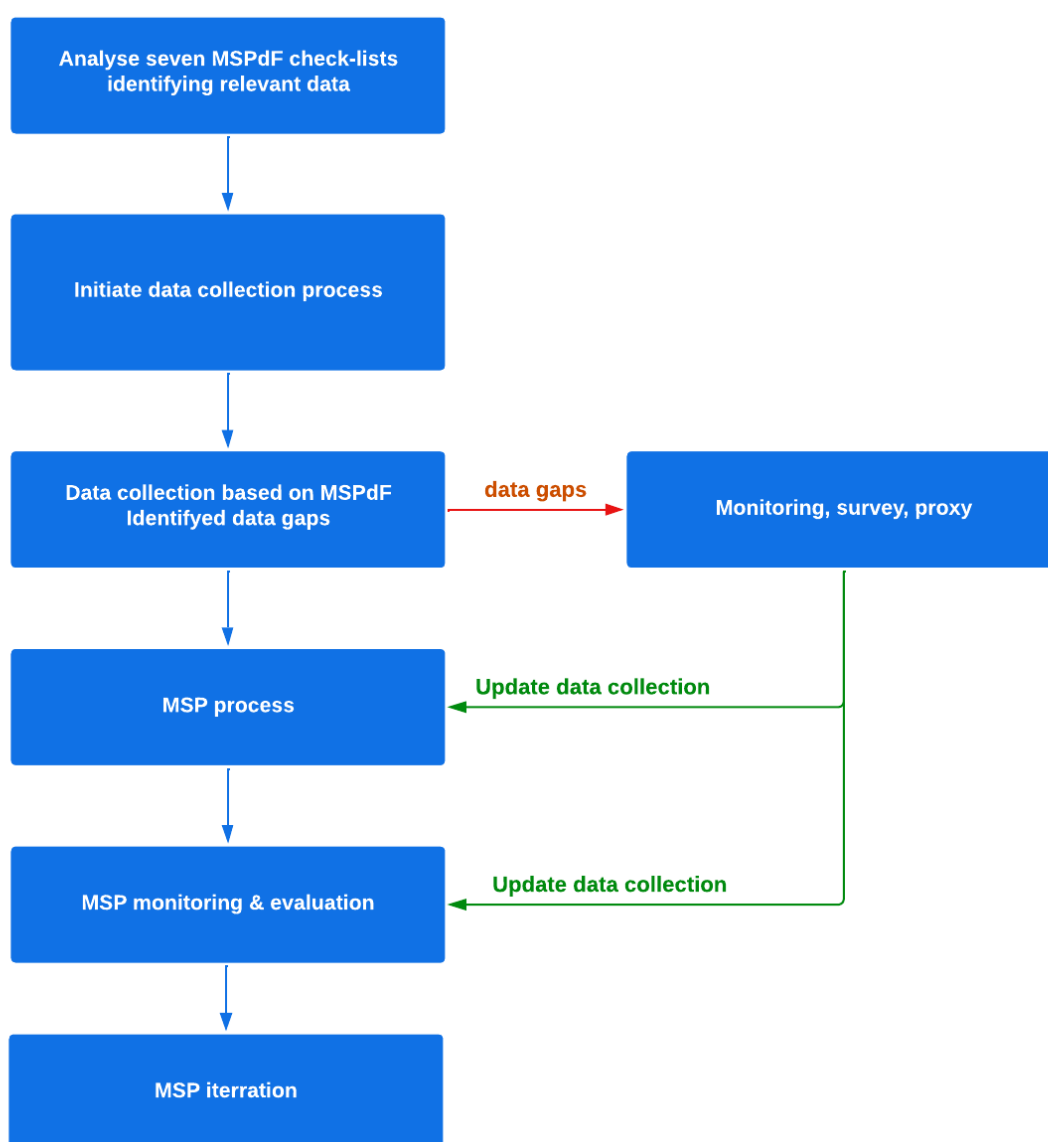 Analyse seven MSPdF check-lists
identifying relevant data
Initiate data collection process
Data collection based on MSPdF
Identifyed data gaps
data gaps
Monitoring, survey, proxy
MSP process
Update data collection
MSP monitoring & evaluation
Update data collection
MSP iterration